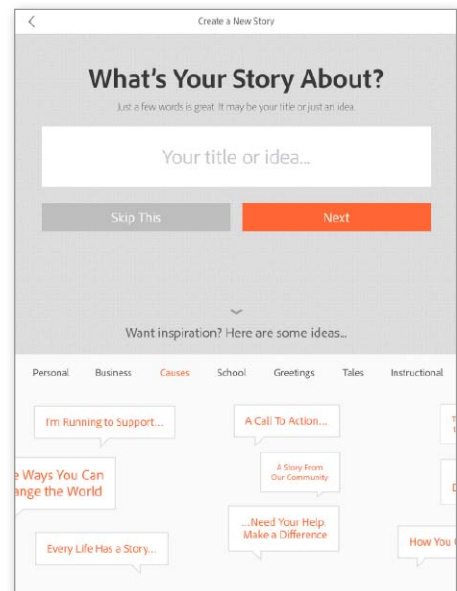 Create a New Story
What's Your Story About?
Just a few words is great. It may be your title or just an idea.
Your title or idea...
Skip This
Next
Want inspiration? Here are some ideas...
Personal Business Causes School Greetings Tales Instructional
I'm Running to Support...
A Call To Action...
Ways You Can
the World
A Story From
Our Community
...Need Your Help.
Make a Difference
Every Life Has a Story...
How You